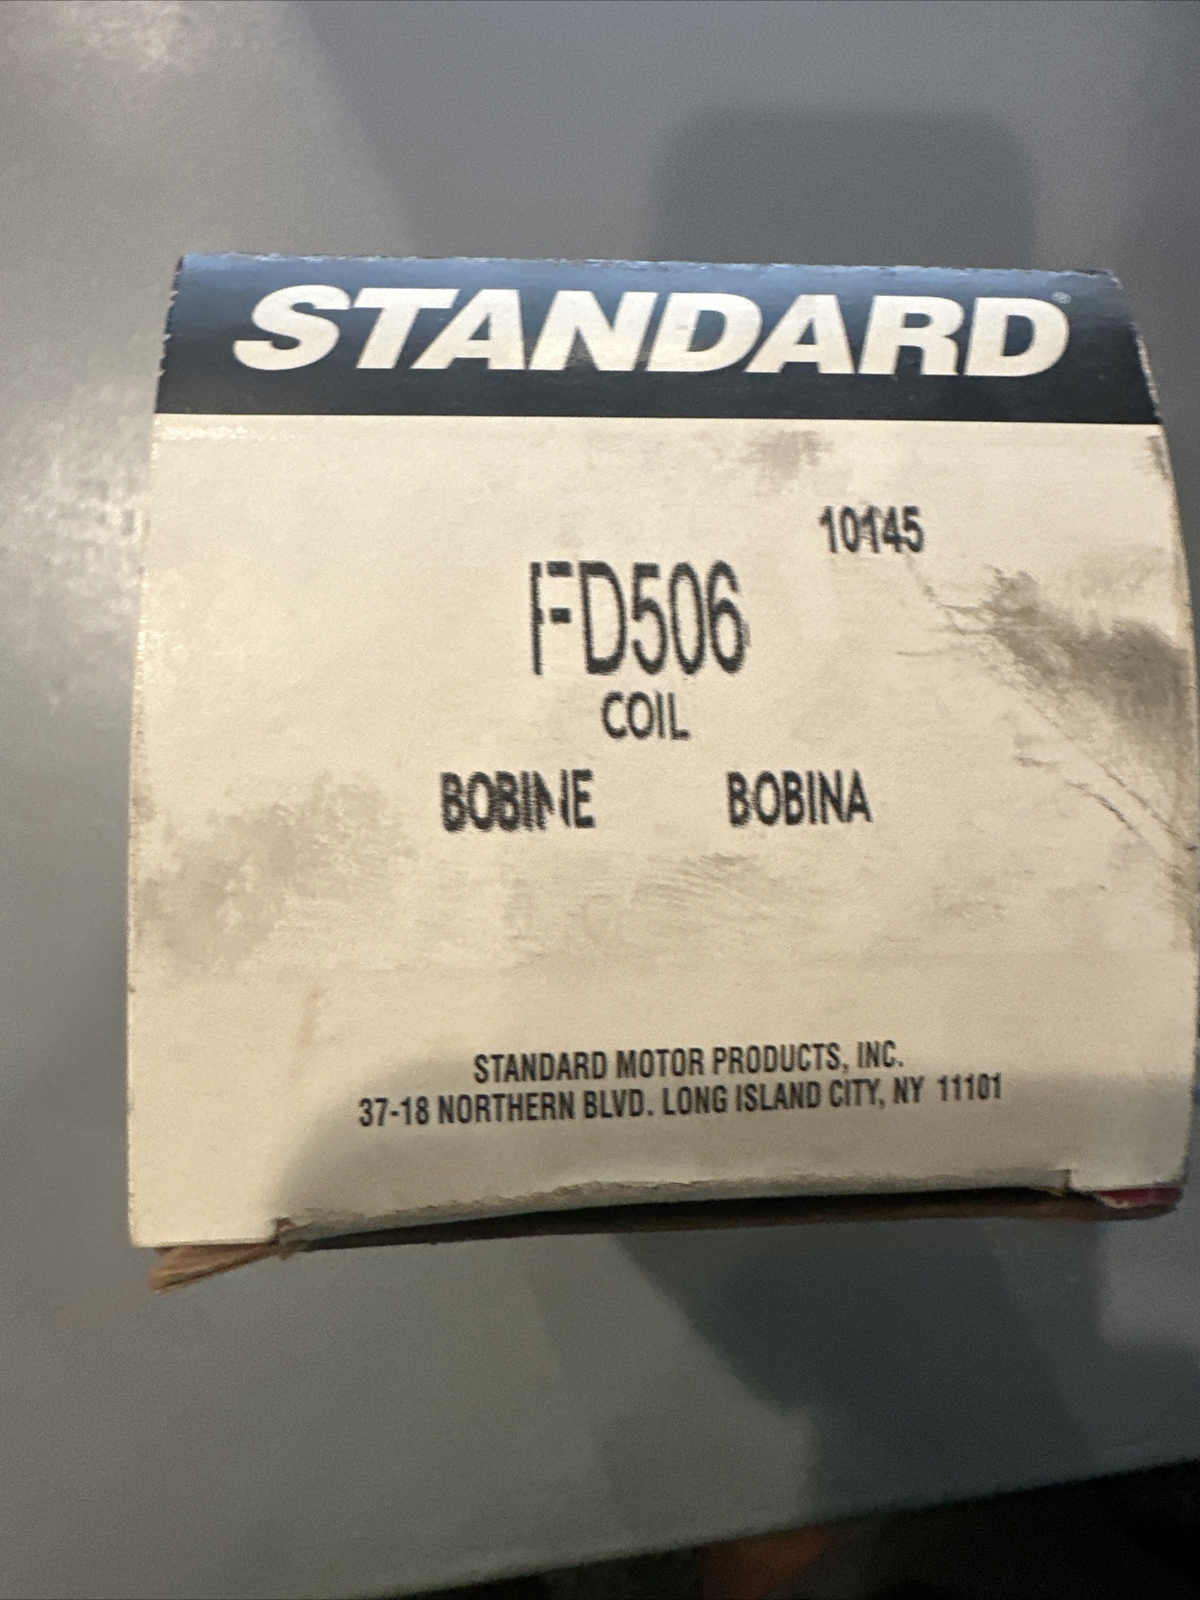 STANDARD®
10145
FD506
COIL
BOBINE BOBINA
STANDARD MOTOR PRODUCTS, INC.
37-18 NORTHERN BLVD. LONG ISLAND CITY, NY 11101